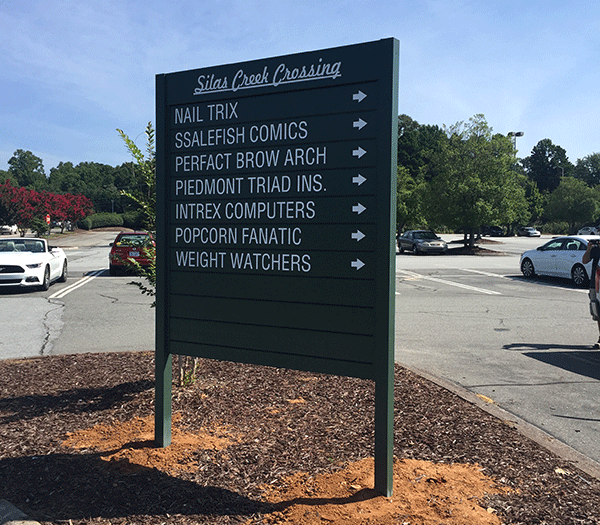 Silas Creek Crossing
NAIL TRIX
SSALEFISH COMICS
PERFACT BROW ARCH
PIEDMONT TRIAD INS.
INTREX COMPUTERS
POPCORN FANATIC
WEIGHT WATCHERS